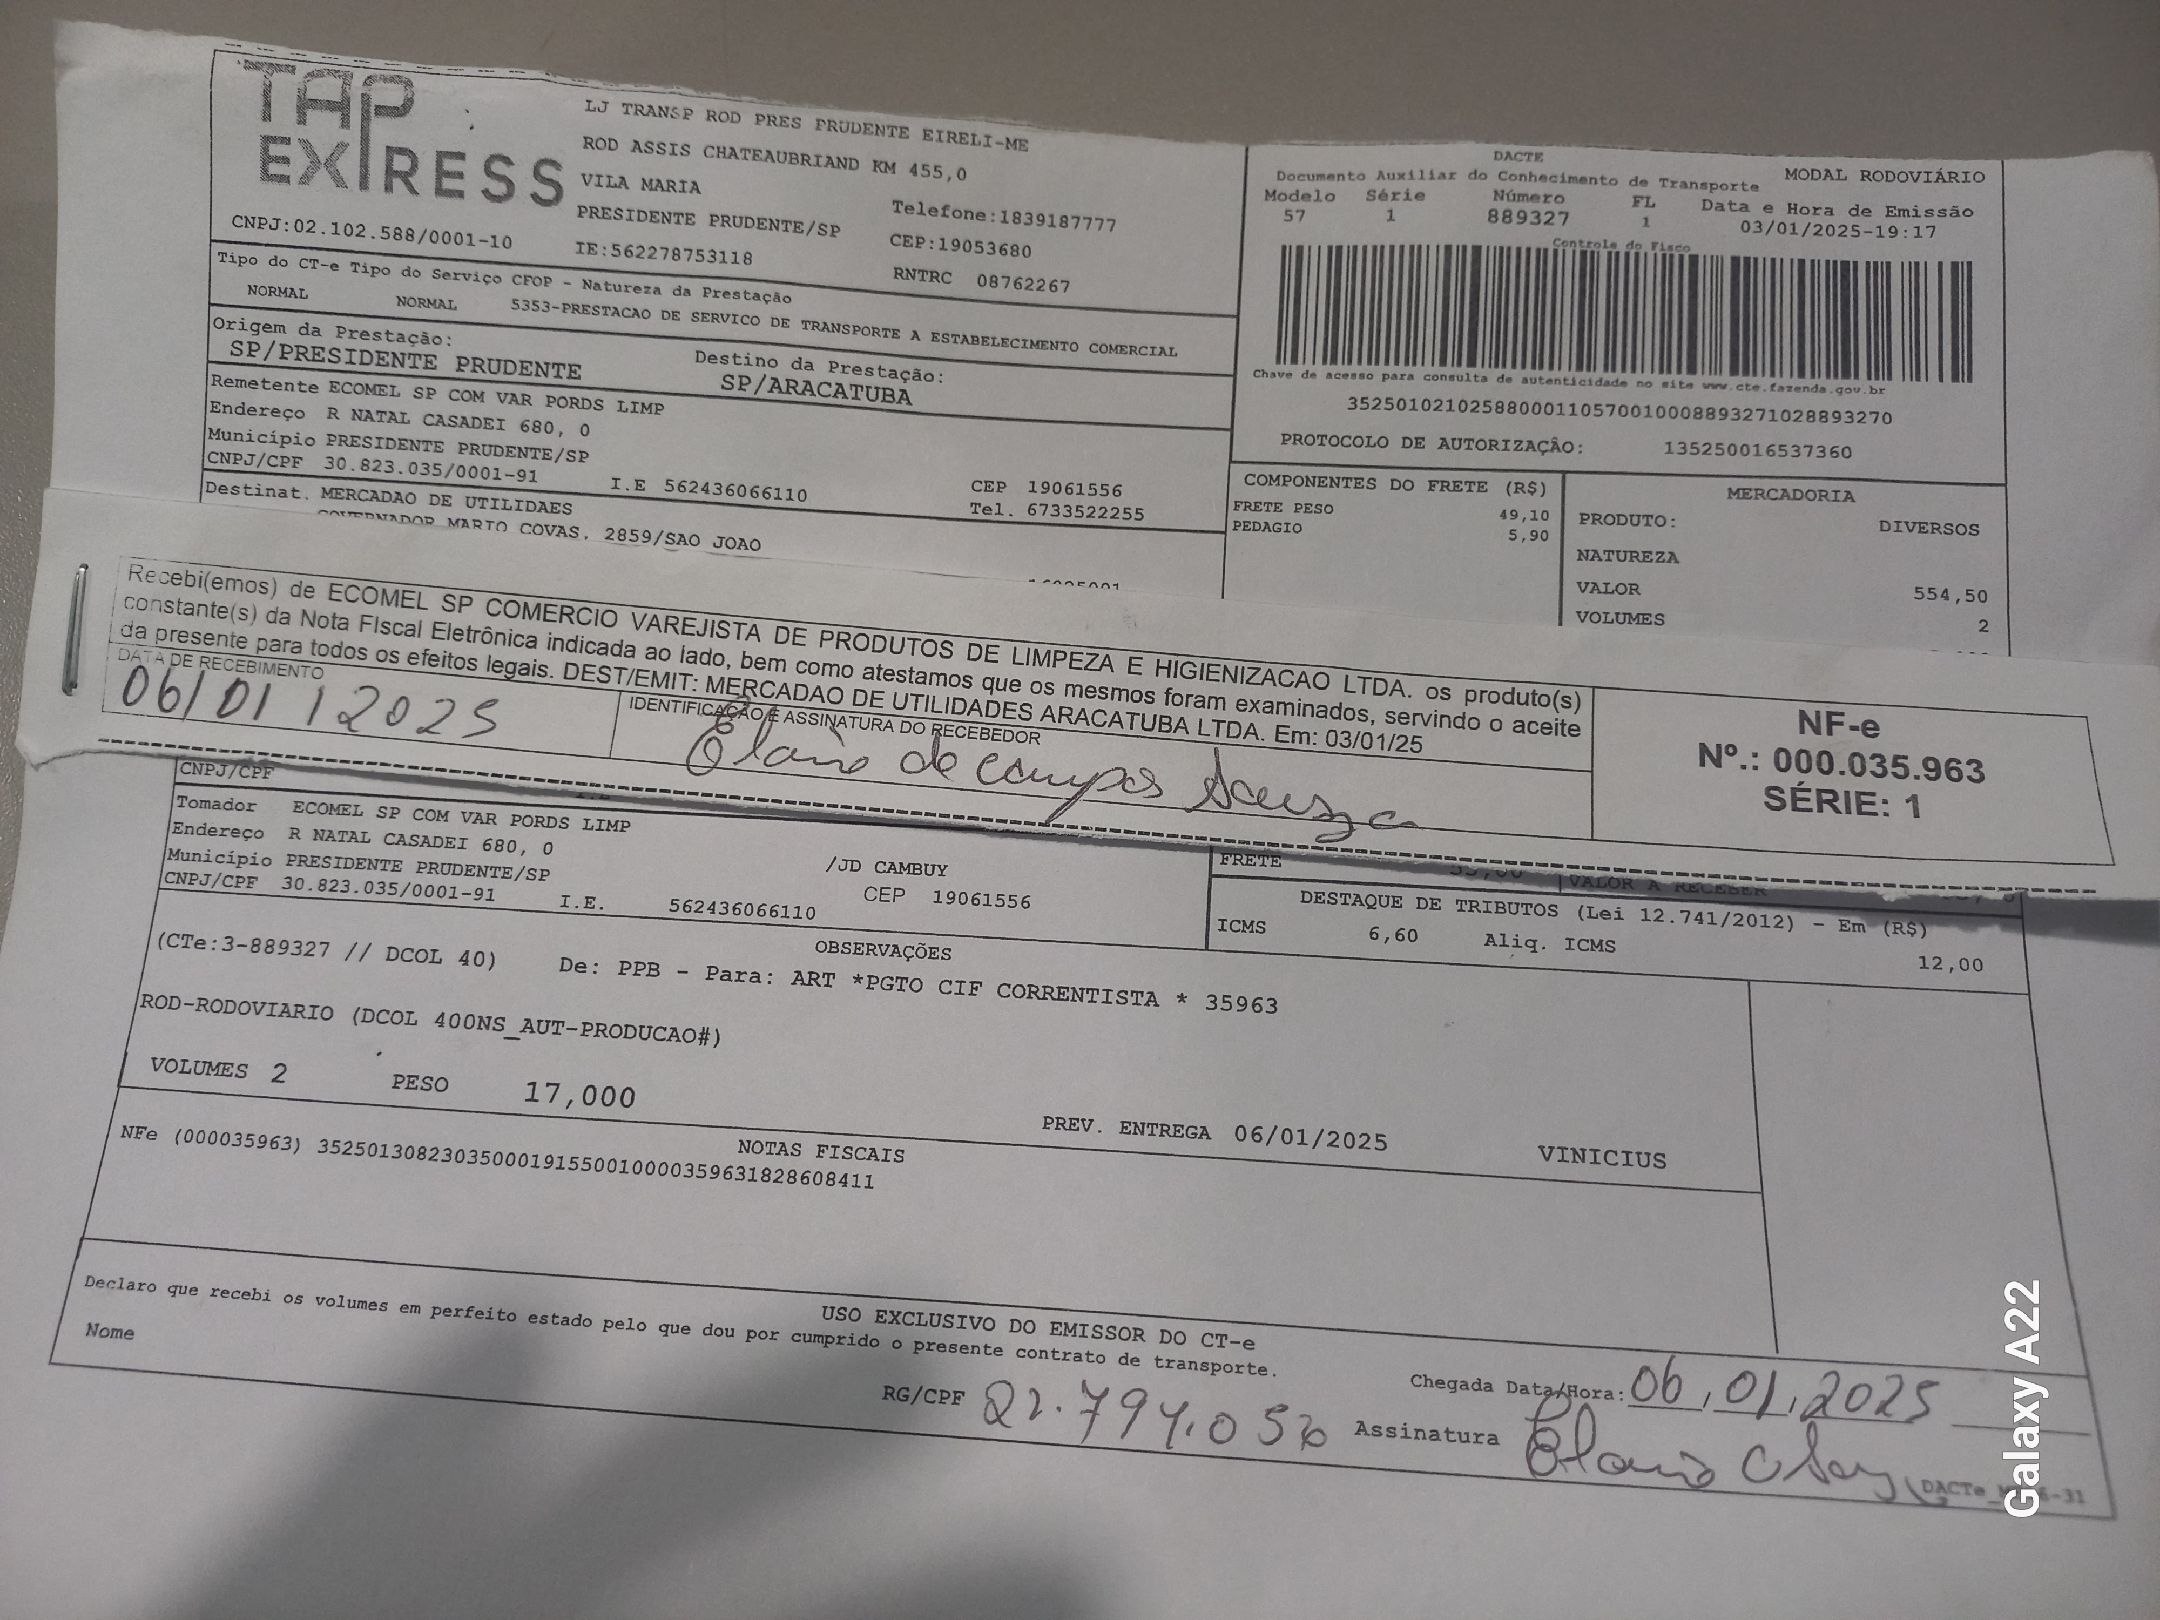 TAP
EXPRESS
LJ TRANSP ROD PRES PRUDENTE EIRELI-ME
ROD ASSIS CHATEAUBRIAND KM 455,0
VILA MARIA
PRESIDENTE PRUDENTE/SP
Telefone:1839187777
CEP:19053680
CNPJ:02.102.588/0001-10
IE:562278753118
RNTRC 08762267
DACTE
Documento Auxiliar do Conhecimento de Transporte
MODAL RODOVIÁRIO
Modelo Série Número FL Data e Hora de Emissão
57 1 889327 1 03/01/2025-19:17
Controle do Fisco
Chave de acesso para consulta de autenticidade no site www.cte.fazenda.gov.br
35250102102588000110570010008893271028893270
PROTOCOLO DE AUTORIZAÇÂO: 135250016537360
Tipo do CT-e Tipo do Serviço CFOP - Natureza da Prestação
NORMAL NORMAL 5353-PRESTACAO DE SERVICO DE TRANSPORTE A ESTABELECIMENTO COMERCIAL
Origem da Prestação:
SP/PRESIDENTE PRUDENTE
Destino da Prestação:
SP/ARACATUBA
Remetente ECOMEL SP COM VAR PORDS LIMP
Endereço R NATAL CASADEI 680, 0
Município PRESIDENTE PRUDENTE/SP
CNPJ/CPF 30.823.035/0001-91 I.E 562436066110
CEP 19061556
Tel. 6733522255
Destinat. MERCADAO DE UTILIDAES
GOVERNADOR MARIO COVAS, 2859/SAO JOAO
COMPONENTES DO FRETE (R$)
FRETE PESO 49,10
PEDAGIO 5,90
MERCADORIA
PRODUTO: DIVERSOS
NATUREZA
VALOR 554,50
VOLUMES 2
Recebi(emos) de ECOMEL SP COMERCIO VAREJISTA DE PRODUTOS DE LIMPEZA E HIGIENIZACAO LTDA. os produto(s)
constante(s) da Nota FIscal Eletrônica indicada ao lado, bem como atestamos que os mesmos foram examinados, servindo o aceite
da presente para todos os efeitos legais. DEST/EMIT: MERCADAO DE UTILIDADES ARACATUBA LTDA. Em: 03/01/25
DATA DE RECEBIMENTO
06/01/2025
IDENTIFICAÇÃO E ASSINATURA DO RECEBEDOR
de campos Souza
NF-e
Nº.: 000.035.963
SÉRIE: 1
CNPJ/CPF
Tomador ECOMEL SP COM VAR PORDS LIMP
Endereço R NATAL CASADEI 680, 0
/JD CAMBUY
Município PRESIDENTE PRUDENTE/SP
CEP 19061556
CNPJ/CPF 30.823.035/0001-91 I.E. 562436066110
FRETE
VALOR A RECEBER
DESTAQUE DE TRIBUTOS (Lei 12.741/2012) - Em (R$)
ICMS 6,60 Aliq. ICMS 12,00
OBSERVAÇÕES
(CTe:3-889327 // DCOL 40) De: PPB - Para: ART *PGTO CIF CORRENTISTA * 35963
ROD-RODOVIARIO (DCOL 400NS_AUT-PRODUCAO#)
VOLUMES 2 PESO 17,000
PREV. ENTREGA 06/01/2025 VINICIUS
NOTAS FISCAIS
NFe (000035963) 35250130823035000191550010000359631828608411
USO EXCLUSIVO DO EMISSOR DO CT-e
Declaro que recebi os volumes em perfeito estado pelo que dou por cumprido o presente contrato de transporte.
Nome
Chegada Data/Hora: 06,01,2025
RG/CPF
Assinatura
Galaxy A22